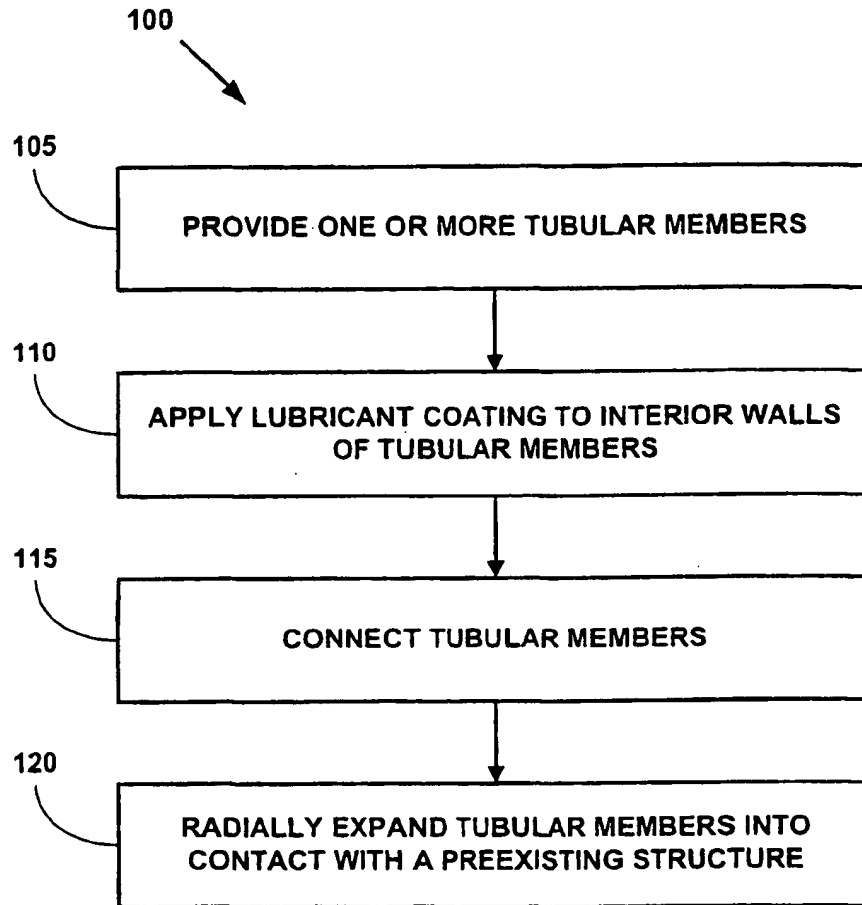 100
105
PROVIDE ONE OR MORE TUBULAR MEMBERS
110
APPLY LUBRICANT COATING TO INTERIOR WALLS
OF TUBULAR MEMBERS
115
CONNECT TUBULAR MEMBERS
120
RADIALLY EXPAND TUBULAR MEMBERS INTO
CONTACT WITH A PREEXISTING STRUCTURE